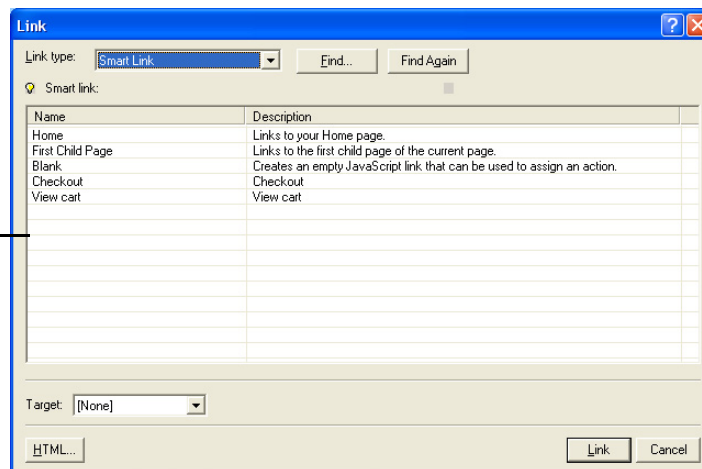 Link
Link type: Smart Link Find... Find Again
Smart link:
Name Description
Home Links to your Home page.
First Child Page Links to the first child page of the current page.
Blank Creates an empty JavaScript link that can be used to assign an action.
Checkout Checkout
View cart View cart
Target: [None]
HTML... Link Cancel